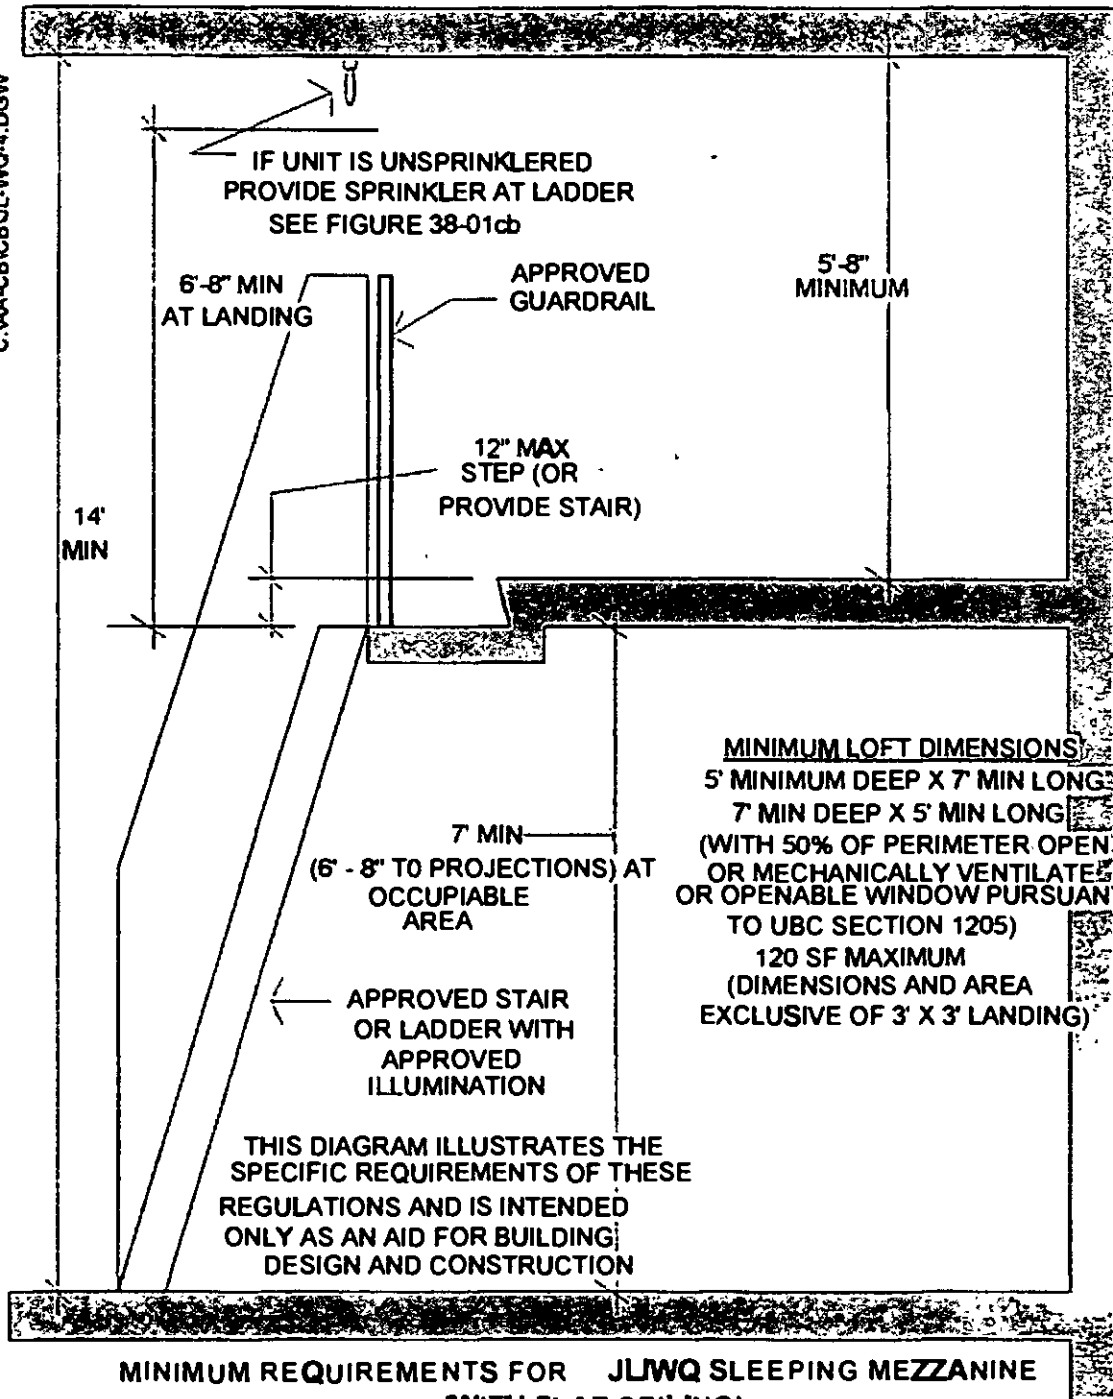 IF UNIT IS UNSPRINKLERED
PROVIDE SPRINKLER AT LADDER
SEE FIGURE 38-01cb
6'-8" MIN
AT LANDING
APPROVED
GUARDRAIL
5'-8"
MINIMUM
12" MAX
STEP (OR
PROVIDE STAIR)
14'
MIN
MINIMUM LOFT DIMENSIONS
5' MINIMUM DEEP X 7' MIN LONG
7' MIN DEEP X 5' MIN LONG
(WITH 50% OF PERIMETER OPEN
OR MECHANICALLY VENTILATE
OR OPENABLE WINDOW PURSUAN
TO UBC SECTION 1205)
120 SF MAXIMUM
(DIMENSIONS AND AREA
EXCLUSIVE OF 3' X 3' LANDING)
7' MIN
(6' - 8" TO PROJECTIONS) AT
OCCUPIABLE
AREA
APPROVED STAIR
OR LADDER WITH
APPROVED
ILLUMINATION
THIS DIAGRAM ILLUSTRATES THE
SPECIFIC REQUIREMENTS OF THESE
REGULATIONS AND IS INTENDED
ONLY AS AN AID FOR BUILDING
DESIGN AND CONSTRUCTION
MINIMUM REQUIREMENTS FOR JLIWQ SLEEPING MEZZANINE